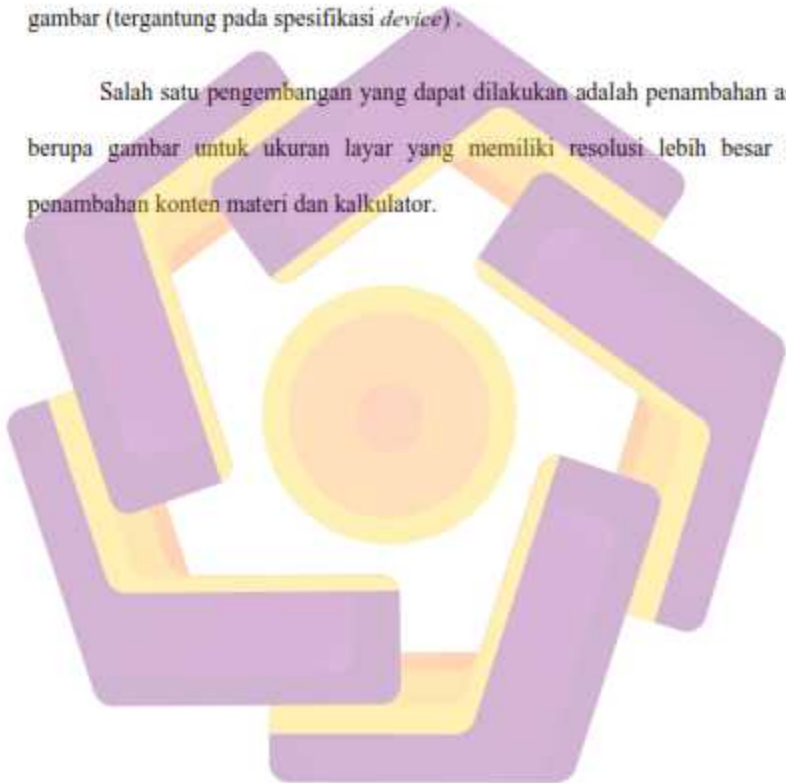 gambar (tergantung pada spesifikasi device) .
Salah satu pengembangan yang dapat dilakukan adalah penambahan
berupa gambar untuk ukuran layar yang memiliki resolusi lebih besar
penambahan konten materi dan kalkulator.